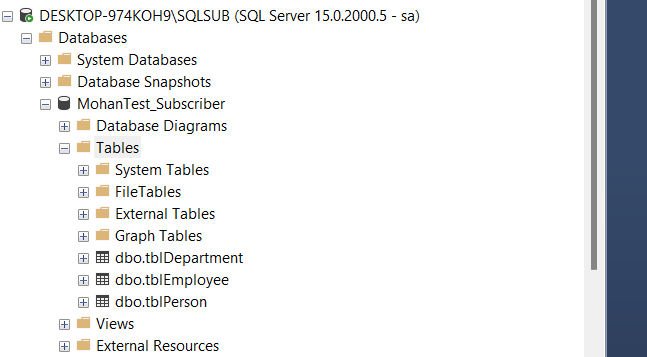 DESKTOP-974KOH9\SQLSUB (SQL Server 15.0.2000.5 - sa)
Databases
System Databases
Database Snapshots
MohanTest_Subscriber
Database Diagrams
Tables
System Tables
FileTables
External Tables
Graph Tables
dbo.tblDepartment
dbo.tblEmployee
dbo.tblPerson
Views
External Resources